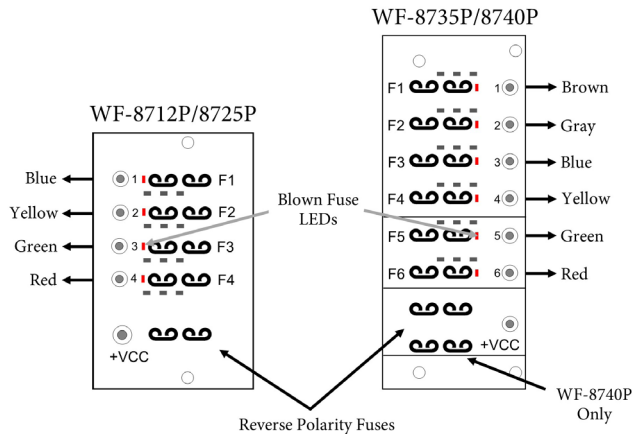 WF-8735P/8740P
F1 1 Brown
F2 2 Gray
F3 3 Blue
F4 4 Yellow
F5 5 Green
F6 6 Red
+VCC
WF-8740P
Only
WF-8712P/8725P
Blue 1 F1
Yellow 2 F2
Green 3 F3
Red 4 F4
+VCC
Blown Fuse
LEDs
Reverse Polarity Fuses